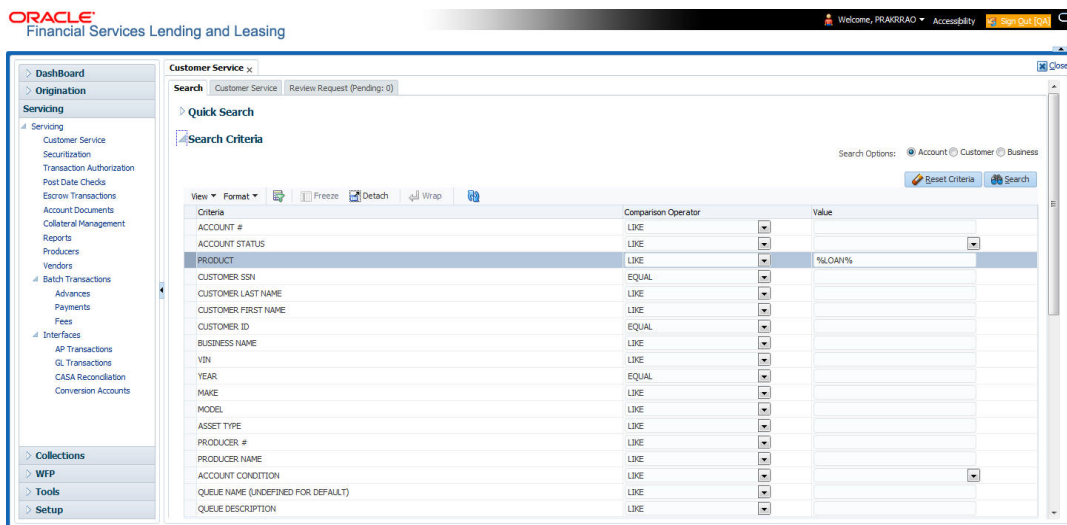 ORACLE®
Financial Services Lending and Leasing
Welcome, PRAKRRAO
Accessibility
Sign Out [QA]
Close
DashBoard
Origination
Servicing
Servicing
Customer Service
Securitization
Transaction Authorization
Post Date Checks
Escrow Transactions
Account Documents
Collateral Management
Reports
Producers
Vendors
Batch Transactions
Advances
Payments
Fees
Interfaces
AP Transactions
GL Transactions
CASA Reconciliation
Conversion Accounts
Collections
WFP
Tools
Setup
Customer Service x
Search Customer Service Review Request (Pending: 0)
Quick Search
Search Criteria
Search Options: Account Customer Business
Reset Criteria Search
View Format Freeze Detach Wrap
Criteria Comparison Operator Value
ACCOUNT # LIKE
ACCOUNT STATUS LIKE
PRODUCT LIKE %LOAN%
CUSTOMER SSN EQUAL
CUSTOMER LAST NAME LIKE
CUSTOMER FIRST NAME LIKE
CUSTOMER ID EQUAL
BUSINESS NAME LIKE
VIN LIKE
YEAR EQUAL
MAKE LIKE
MODEL LIKE
ASSET TYPE LIKE
PRODUCER # LIKE
PRODUCER NAME LIKE
ACCOUNT CONDITION LIKE
QUEUE NAME (UNDEFINED FOR DEFAULT) LIKE
QUEUE DESCRIPTION LIKE